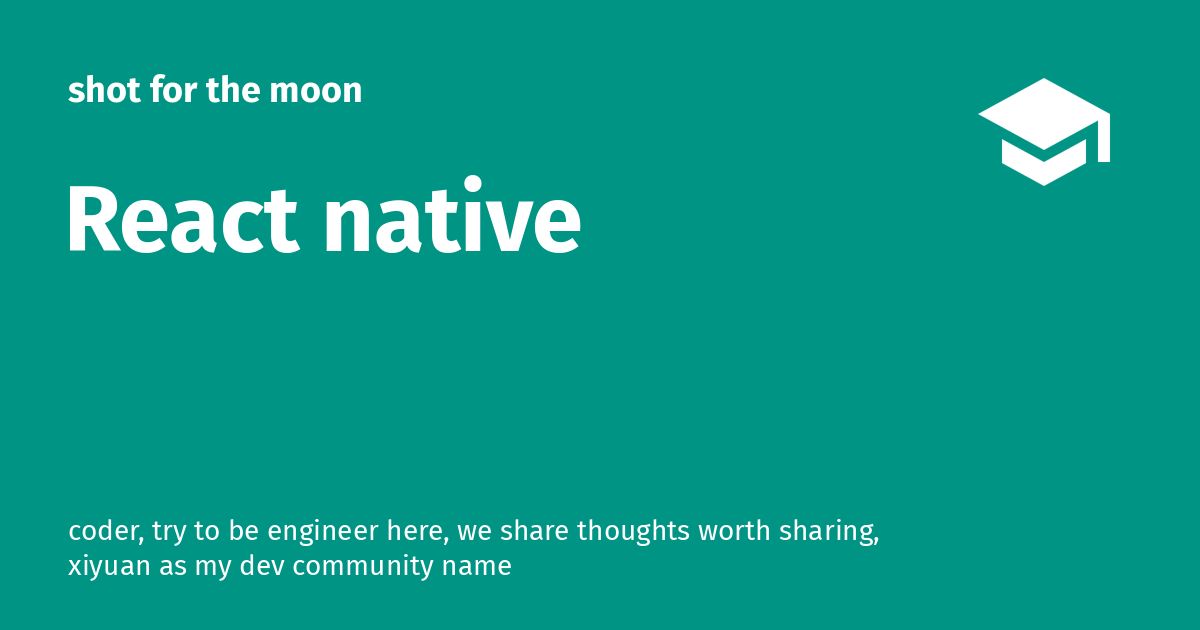 shot for the moon
React native
coder, try to be engineer here, we share thoughts worth sharing,
xiyuan as my dev community name